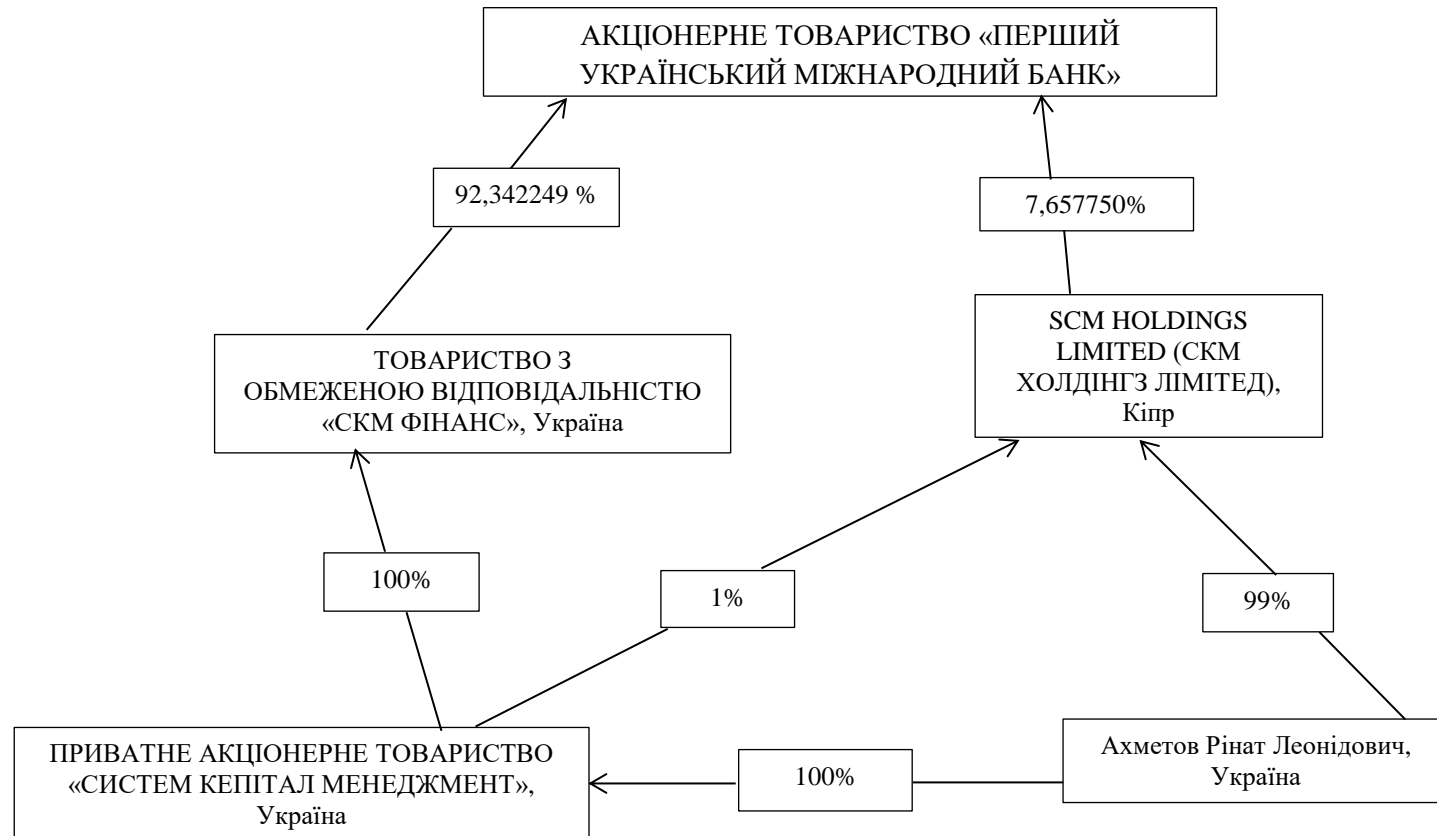 АКЦІОНЕРНЕ ТОВАРИСТВО «ПЕРШИЙ
УКРАЇНСЬКИЙ МІЖНАРОДНИЙ БАНК»
92,342249 %
7,657750%
ТОВАРИСТВО З
ОБМЕЖЕНОЮ ВІДПОВІДАЛЬНІСТЮ
«СКМ ФІНАНС», Україна
SCM HOLDINGS
LIMITED (СКМ
ХОЛДІНГЗ ЛІМІТЕД),
Кіпр
100%
1%
99%
ПРИВАТНЕ АКЦІОНЕРНЕ ТОВАРИСТВО
«СИСТЕМ КЕПІТАЛ МЕНЕДЖМЕНТ»,
Україна
100%
Ахметов Рінат Леонідович,
Україна